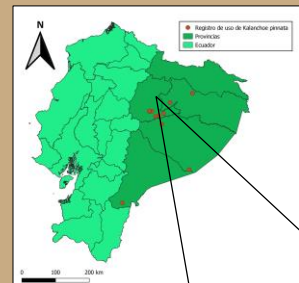 N
Registro de uso de Kalanchoe pinnata
Provincias
Ecuador
0 100 200 km